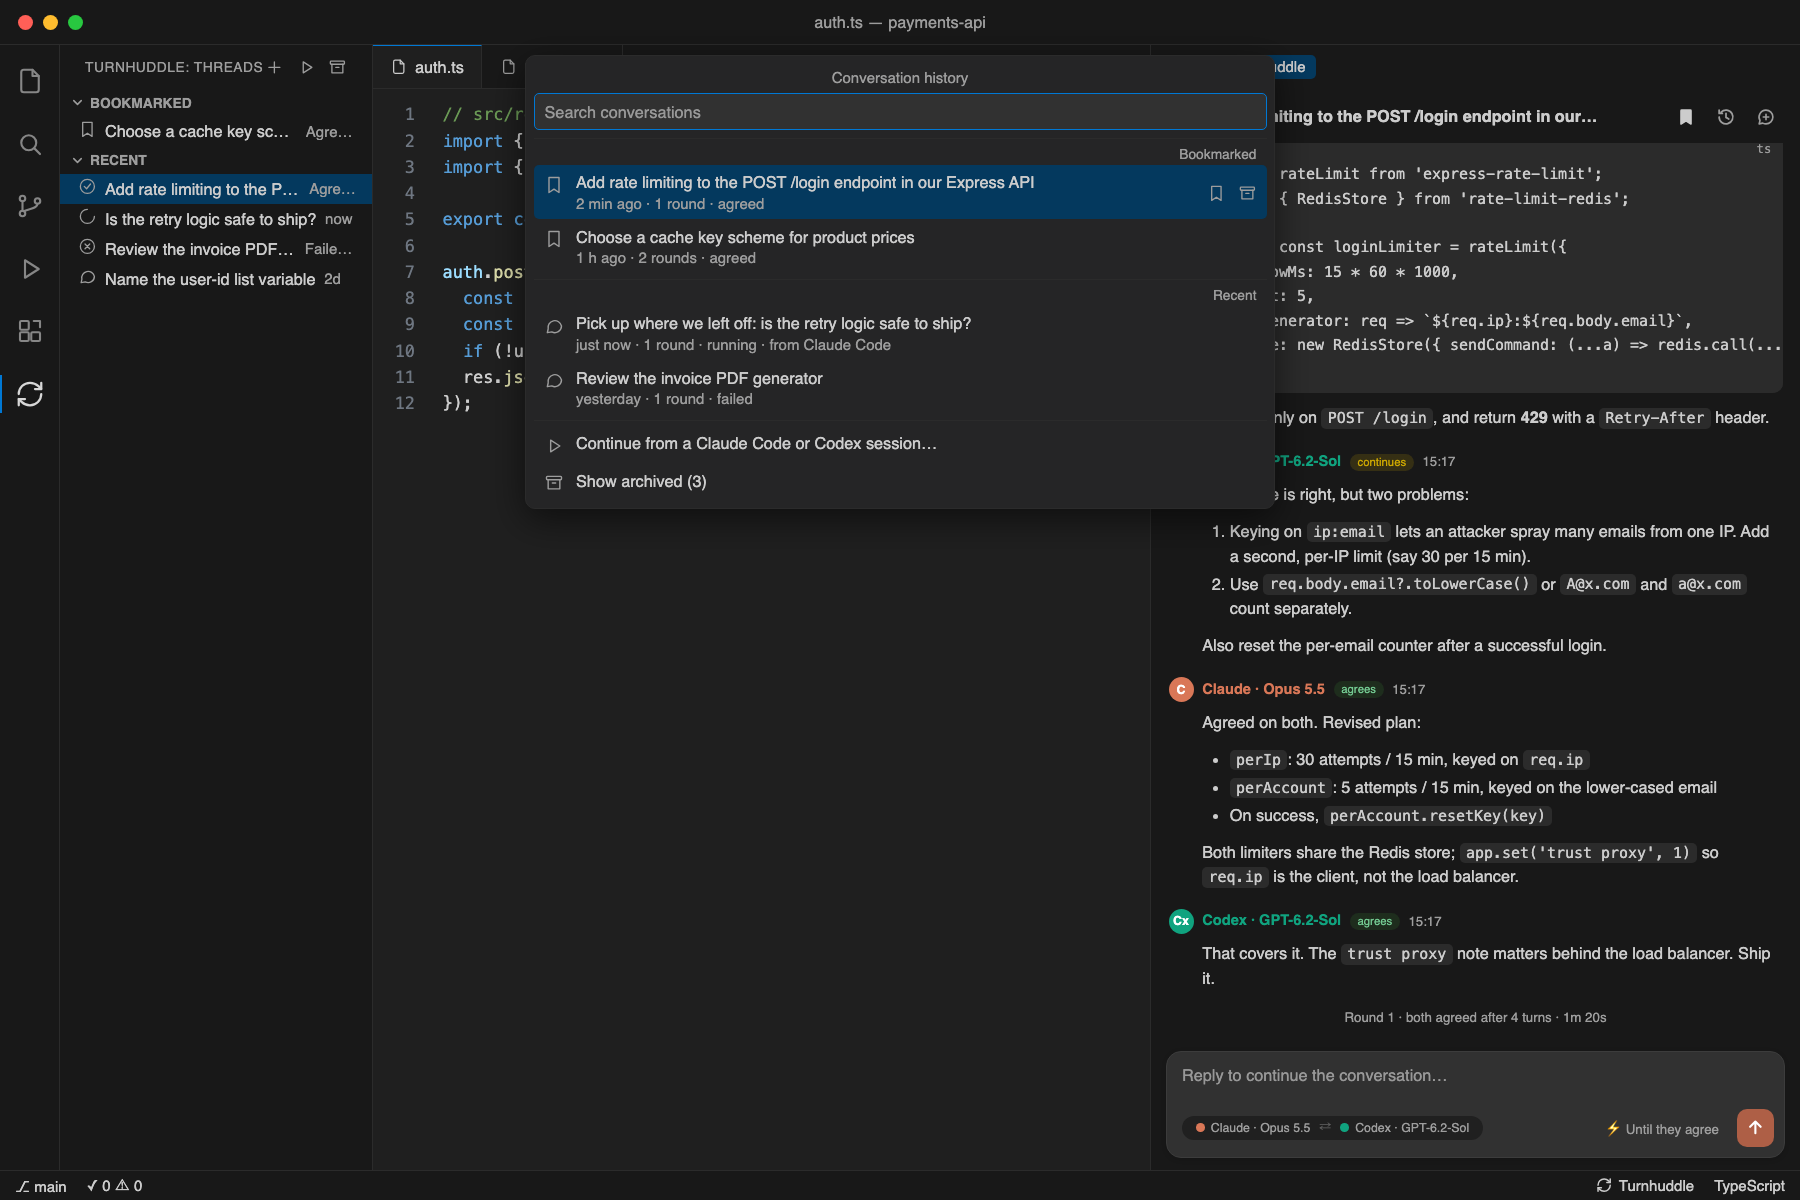 auth.ts — payments-api
TURNHUDDLE: THREADS
BOOKMARKED
Choose a cache key sc… Agre…
RECENT
Add rate limiting to the P… Agre…
Is the retry logic safe to ship? now
Review the invoice PDF… Faile…
Name the user-id list variable 2d
auth.ts
1 // src/r
2 import {
3 import {
4
5 export c
6
7 auth.pos
8 const
9 const
10 if (!u
11 res.js
12 });
Conversation history
Search conversations
Bookmarked
Add rate limiting to the POST /login endpoint in our Express API
2 min ago · 1 round · agreed
Choose a cache key scheme for product prices
1 h ago · 2 rounds · agreed
Recent
Pick up where we left off: is the retry logic safe to ship?
just now · 1 round · running · from Claude Code
Review the invoice PDF generator
yesterday · 1 round · failed
Continue from a Claude Code or Codex session…
Show archived (3)
ddle
iting to the POST /login endpoint in our…
ts
rateLimit from 'express-rate-limit';
{ RedisStore } from 'rate-limit-redis';
const loginLimiter = rateLimit({
owMs: 15 * 60 * 1000,
t: 5,
enerator: req => `${req.ip}:${req.body.email}`,
e: new RedisStore({ sendCommand: (...a) => redis.call(...
nly on POST /login, and return 429 with a Retry-After header.
PT-6.2-Sol continues 15:17
e is right, but two problems:
1. Keying on ip:email lets an attacker spray many emails from one IP. Add
a second, per-IP limit (say 30 per 15 min).
2. Use req.body.email?.toLowerCase() or A@x.com and a@x.com
count separately.
Also reset the per-email counter after a successful login.
C Claude · Opus 5.5 agrees 15:17
Agreed on both. Revised plan:
• perIp: 30 attempts / 15 min, keyed on req.ip
• perAccount: 5 attempts / 15 min, keyed on the lower-cased email
• On success, perAccount.resetKey(key)
Both limiters share the Redis store; app.set('trust proxy', 1) so
req.ip is the client, not the load balancer.
Cx Codex · GPT-6.2-Sol agrees 15:17
That covers it. The trust proxy note matters behind the load balancer. Ship
it.
Round 1 · both agreed after 4 turns · 1m 20s
Reply to continue the conversation…
Claude · Opus 5.5 ⇌ Codex · GPT-6.2-Sol
⚡ Until they agree
main ✓ 0 ⚠ 0
Turnhuddle TypeScript